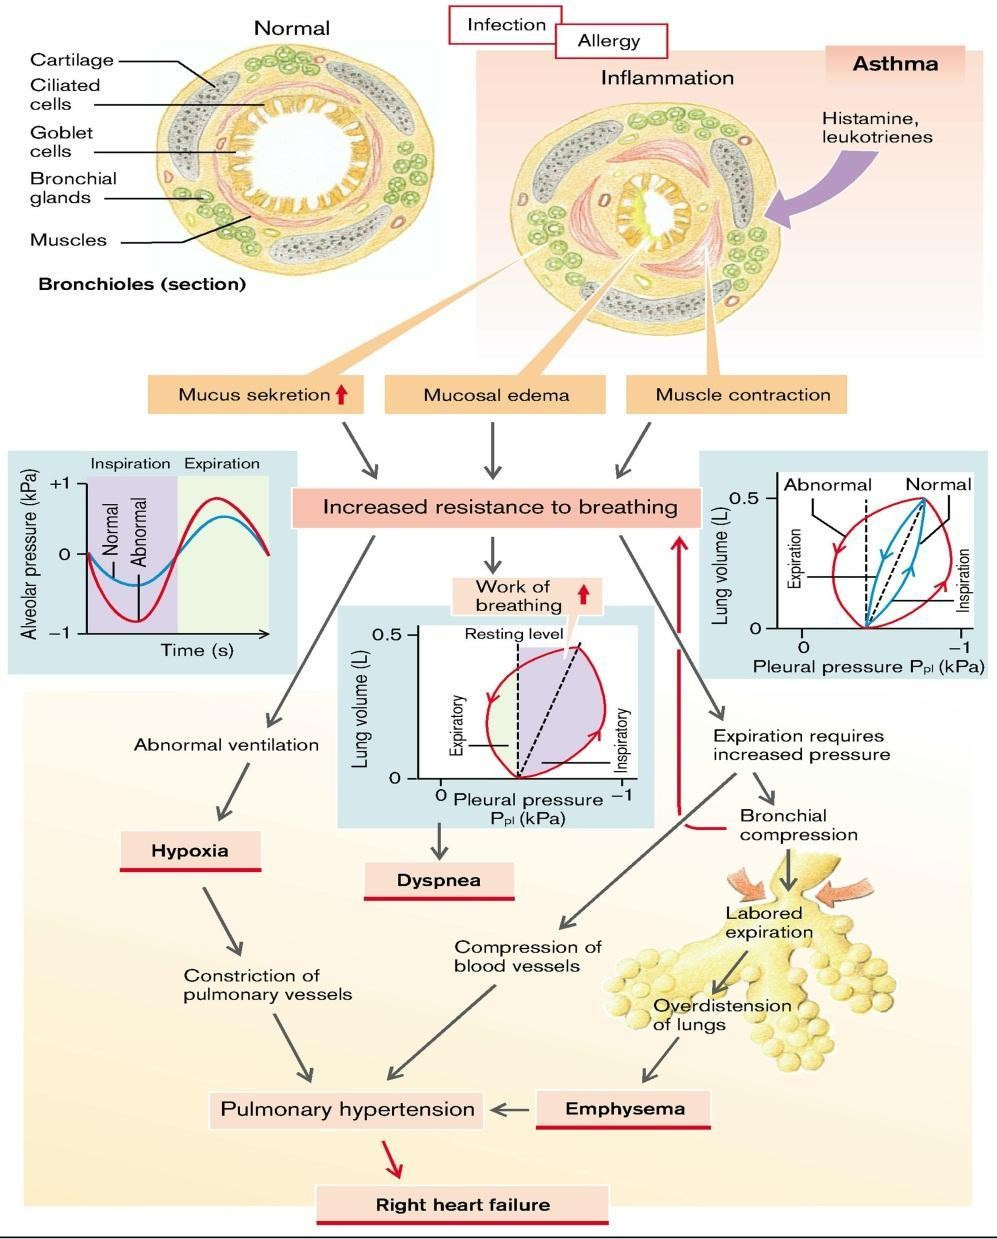 Normal
Cartilage
Ciliated
cells
Goblet
cells
Bronchial
glands
Muscles
Bronchioles (section)
Infection
Allergy
Inflammation
Asthma
Histamine,
leukotrienes
Mucus sekretion
Mucosal edema
Muscle contraction
Inspiration Expiration
Alveolar pressure (kPa)
+1
0
−1
Normal
Abnormal
Time (s)
Increased resistance to breathing
Abnormal Normal
Lung volume (L)
0.5
0
Expiration
Inspiration
0 −1
Pleural pressure Ppl (kPa)
Work of
breathing
Resting level
Lung volume (L)
0.5
0
Expiratory
Inspiratory
0 Pleural pressure −1
Ppl (kPa)
Abnormal ventilation
Expiration requires
increased pressure
Hypoxia
Dyspnea
Bronchial
compression
Labored
expiration
Compression of
blood vessels
Constriction of
pulmonary vessels
Overdistension
of lungs
Pulmonary hypertension
Emphysema
Right heart failure